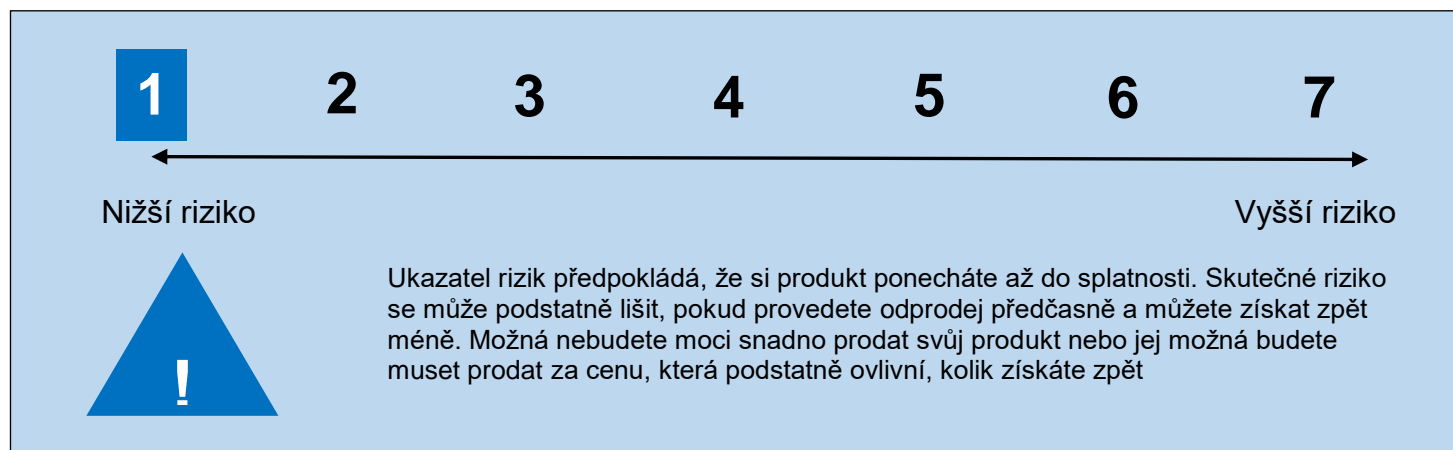 1 2 3 4 5 6 7
Nižší riziko Vyšší riziko
Ukazatel rizik předpokládá, že si produkt ponecháte až do splatnosti. Skutečné riziko
se může podstatně lišit, pokud provedete odprodej předčasně a můžete získat zpět
méně. Možná nebudete moci snadno prodat svůj produkt nebo jej možná budete
muset prodat za cenu, která podstatně ovlivní, kolik získáte zpět
!